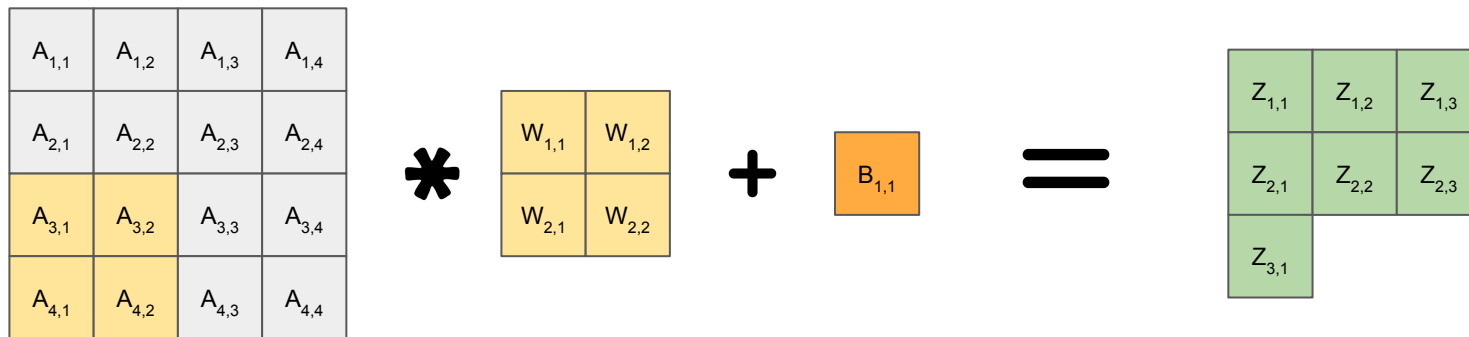 A1,1 A1,2 A1,3 A1,4
A2,1 A2,2 A2,3 A2,4
A3,1 A3,2 A3,3 A3,4
A4,1 A4,2 A4,3 A4,4
*
W1,1 W1,2
W2,1 W2,2
+
B1,1
=
Z1,1 Z1,2 Z1,3
Z2,1 Z2,2 Z2,3
Z3,1